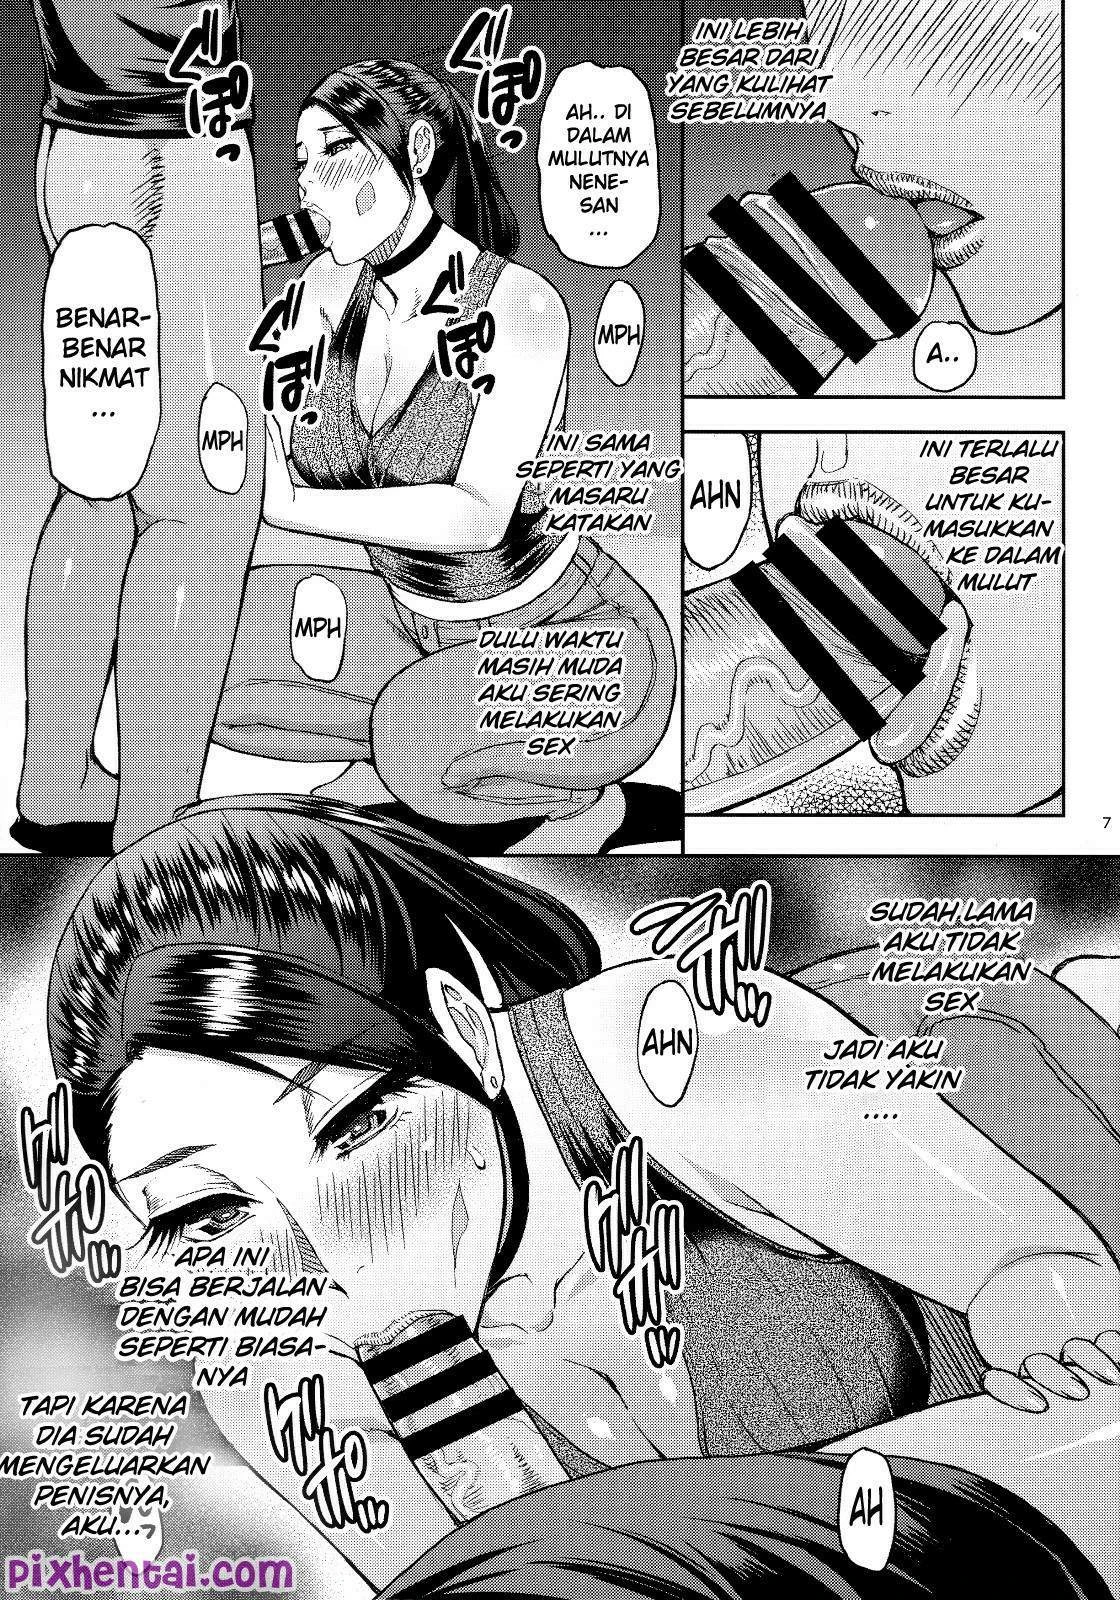 INI LEBIH
BESAR DARI
YANG KULIHAT
SEBELUMNYA
A..
INI TERLALU
BESAR
UNTUK KU-
MASUKKAN
KE DALAM
MULUT
AHN
AH.. DI
DALAM
MULUTNYA
NENE-
SAN
...
ぐぽっ
ぐぽっ
BENAR-
BENAR
NIKMAT
...
MPH
MPH
ぐぽっ
ぐぽっ
INI SAMA
SEPERTI YANG
MASARU
KATAKAN
MPH
DULU WAKTU
MASIH MUDA
AKU SERING
MELAKUKAN
SEX
7
SUDAH LAMA
AKU TIDAK
MELAKUKAN
SEX
JADI AKU
TIDAK YAKIN
....
AHN
APA INI
BISA BERJALAN
DENGAN MUDAH
SEPERTI BIASA-
NYA
TAPI KARENA
DIA SUDAH
MENGELUARKAN
PENISNYA,
AKU...
AH
pixhentai.com